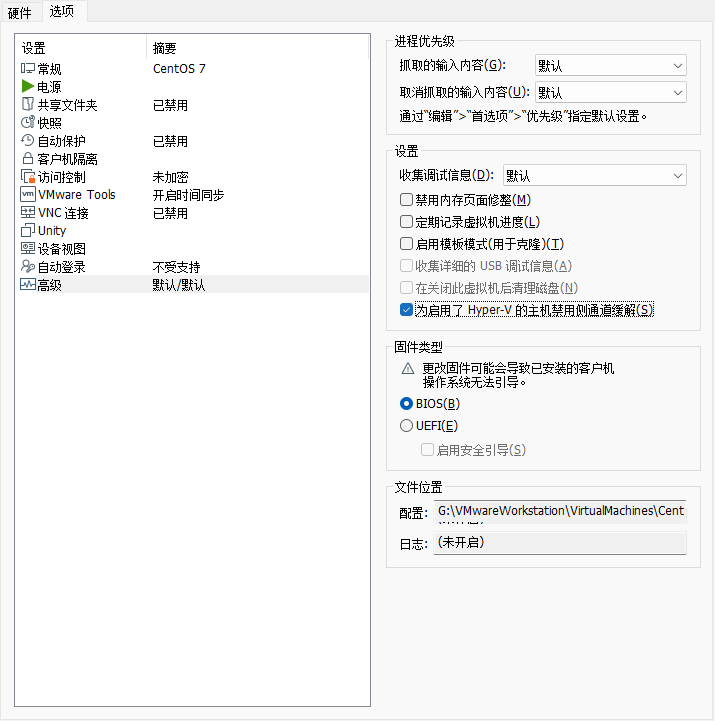 硬件 选项
设置 摘要
常规 CentOS 7
电源
共享文件夹 已禁用
快照
自动保护 已禁用
客户机隔离
访问控制 未加密
VMware Tools 开启时间同步
VNC 连接 已禁用
Unity
设备视图
自动登录 不受支持
高级 默认/默认
进程优先级
抓取的输入内容(G): 默认
取消抓取的输入内容(U): 默认
通过“编辑”>“首选项”>“优先级”指定默认设置。
设置
收集调试信息(D): 默认
禁用内存页面修整(M)
定期记录虚拟机进度(L)
启用模板模式(用于克隆)(T)
收集详细的 USB 调试信息(A)
在关闭此虚拟机后清理磁盘(N)
为启用了 Hyper-V 的主机禁用侧通道缓解(S)
固件类型
更改固件可能会导致已安装的客户机
操作系统无法引导。
BIOS(B)
UEFI(E)
启用安全引导(S)
文件位置
配置: G:\VMwareWorkstation\VirtualMachines\Cent
日志: (未开启)